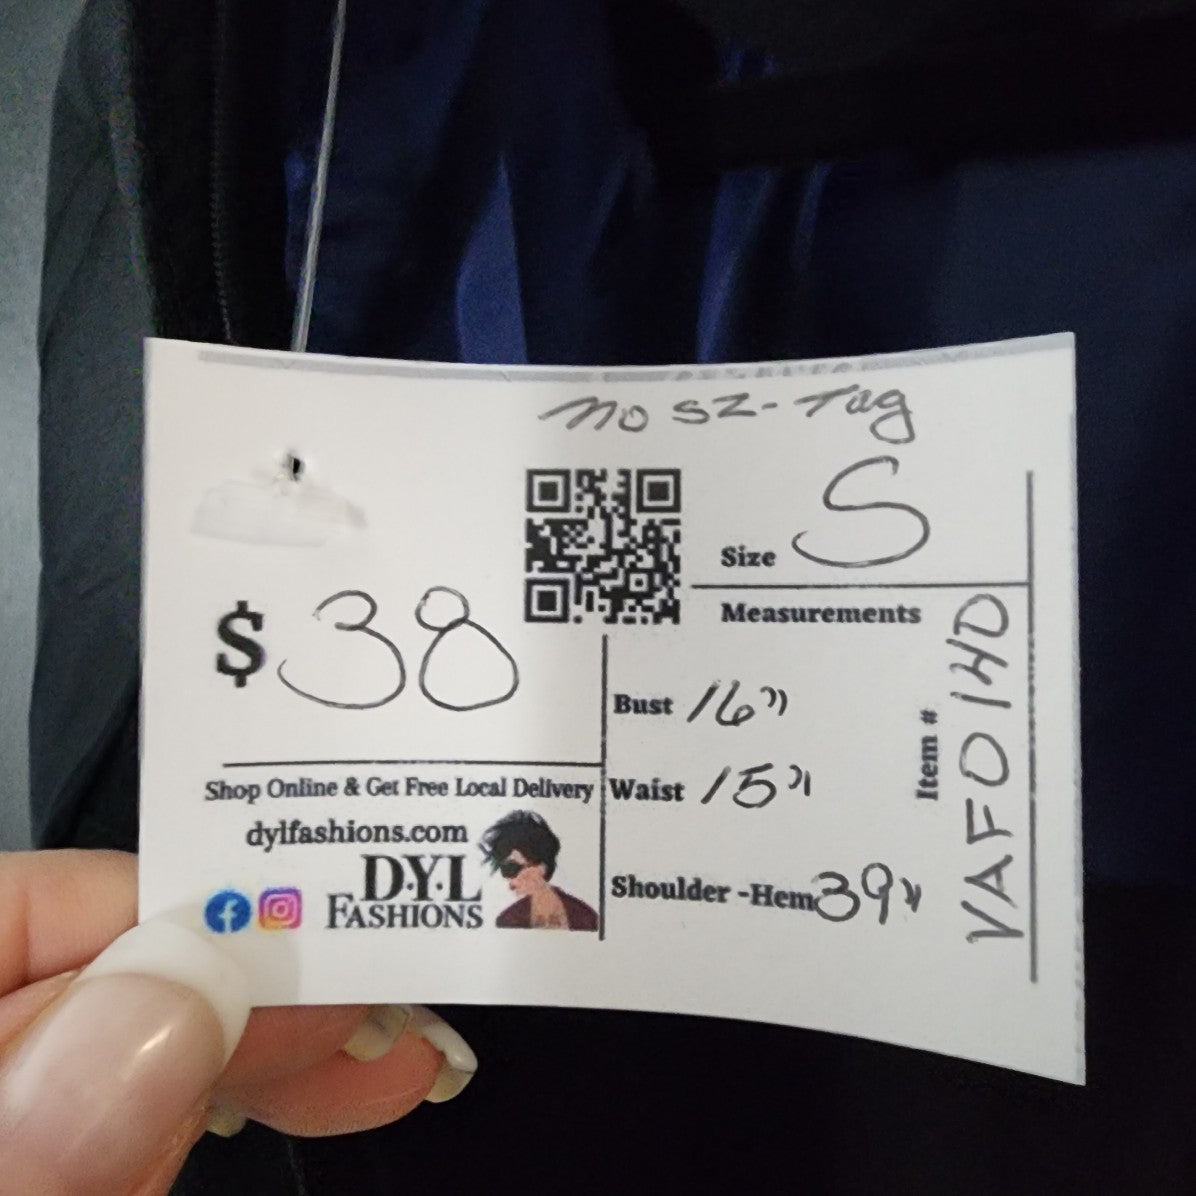 no sz- Tag
Size S
$38
Measurements
Bust 16"
Waist 15"
Shoulder -Hem 39"
Item # VAF0140
Shop Online & Get Free Local Delivery
dylfashions.com
D·Y·L
FASHIONS